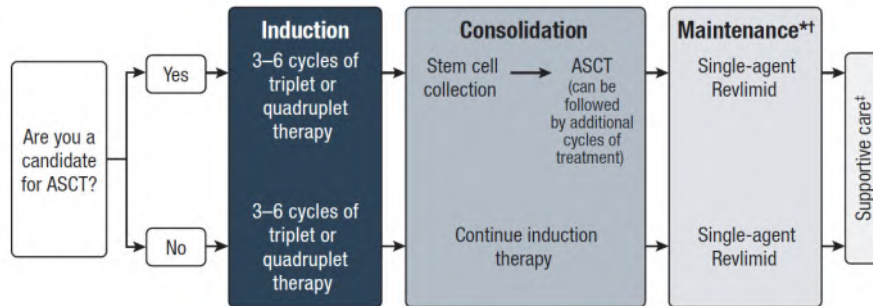 Are you a
candidate
for ASCT?
Yes
No
Induction
3–6 cycles of
triplet or
quadruplet
therapy
3–6 cycles of
triplet or
quadruplet
therapy
Consolidation
Stem cell
collection
ASCT
(can be
followed
by additional
cycles of
treatment)
Continue induction
therapy
Maintenance*†
Single-agent
Revlimid
Single-agent
Revlimid
Supportive care‡